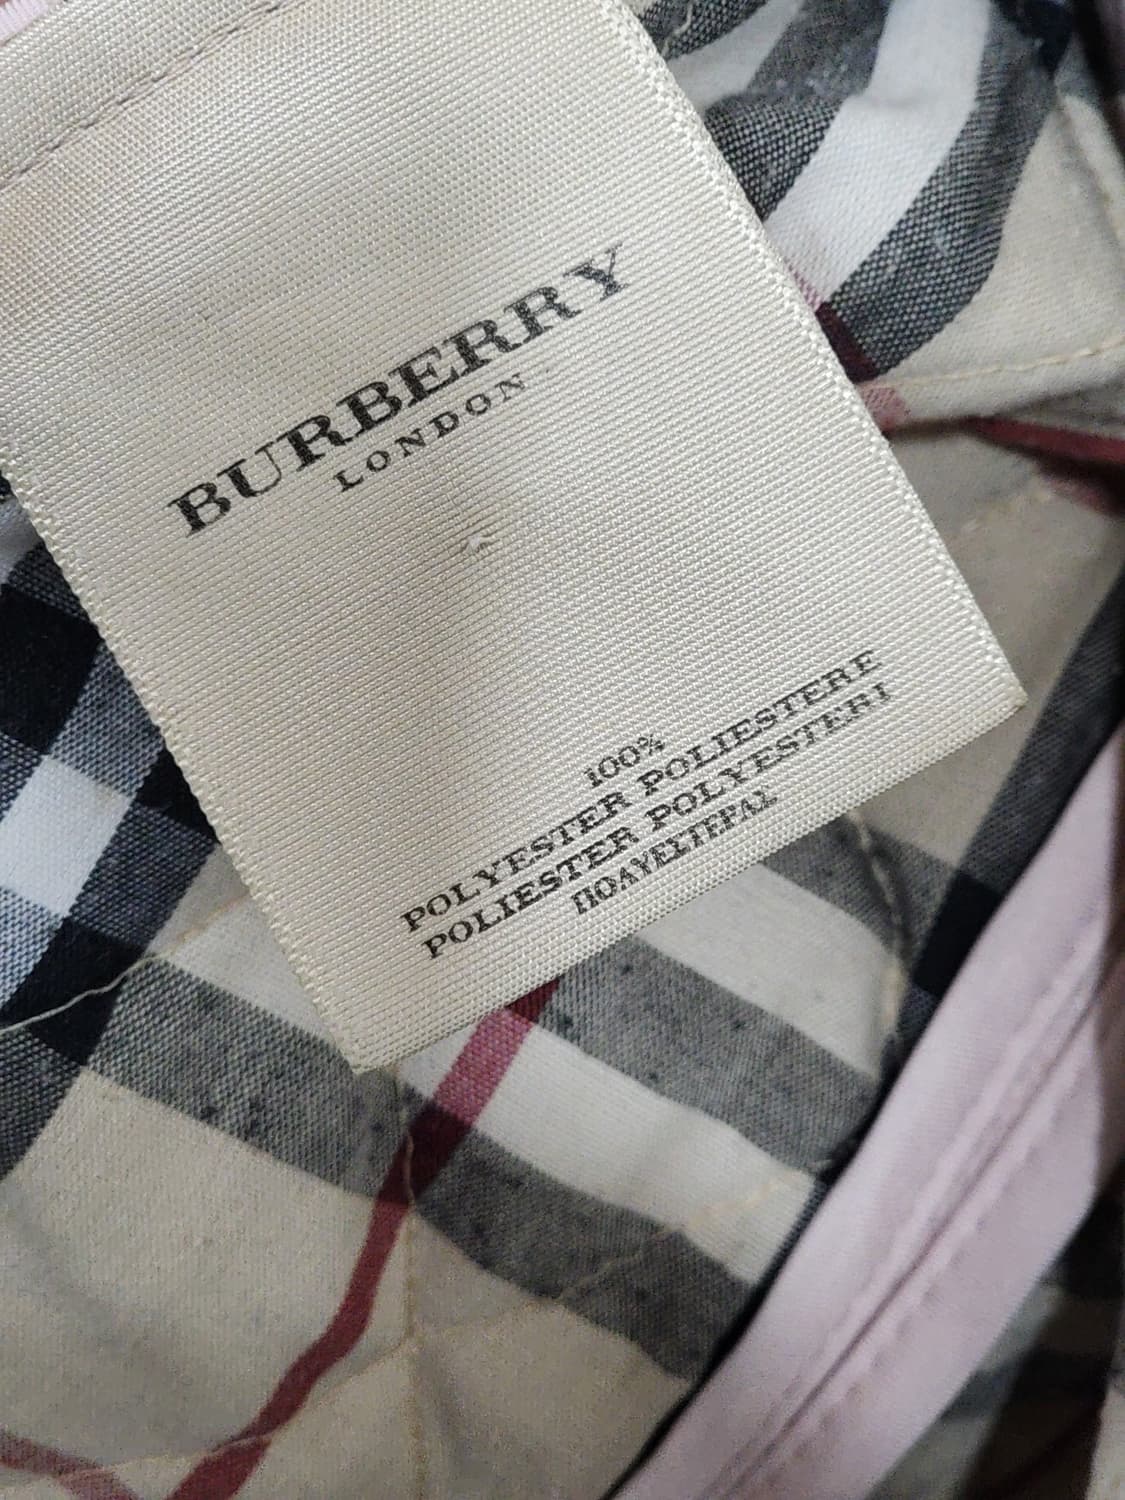 BURBERRY
LONDON
100%
POLYESTER POLIESTERE
POLIESTER POLYESTERI
ΠΟΛΥΕΣΤΕΡΑΣ